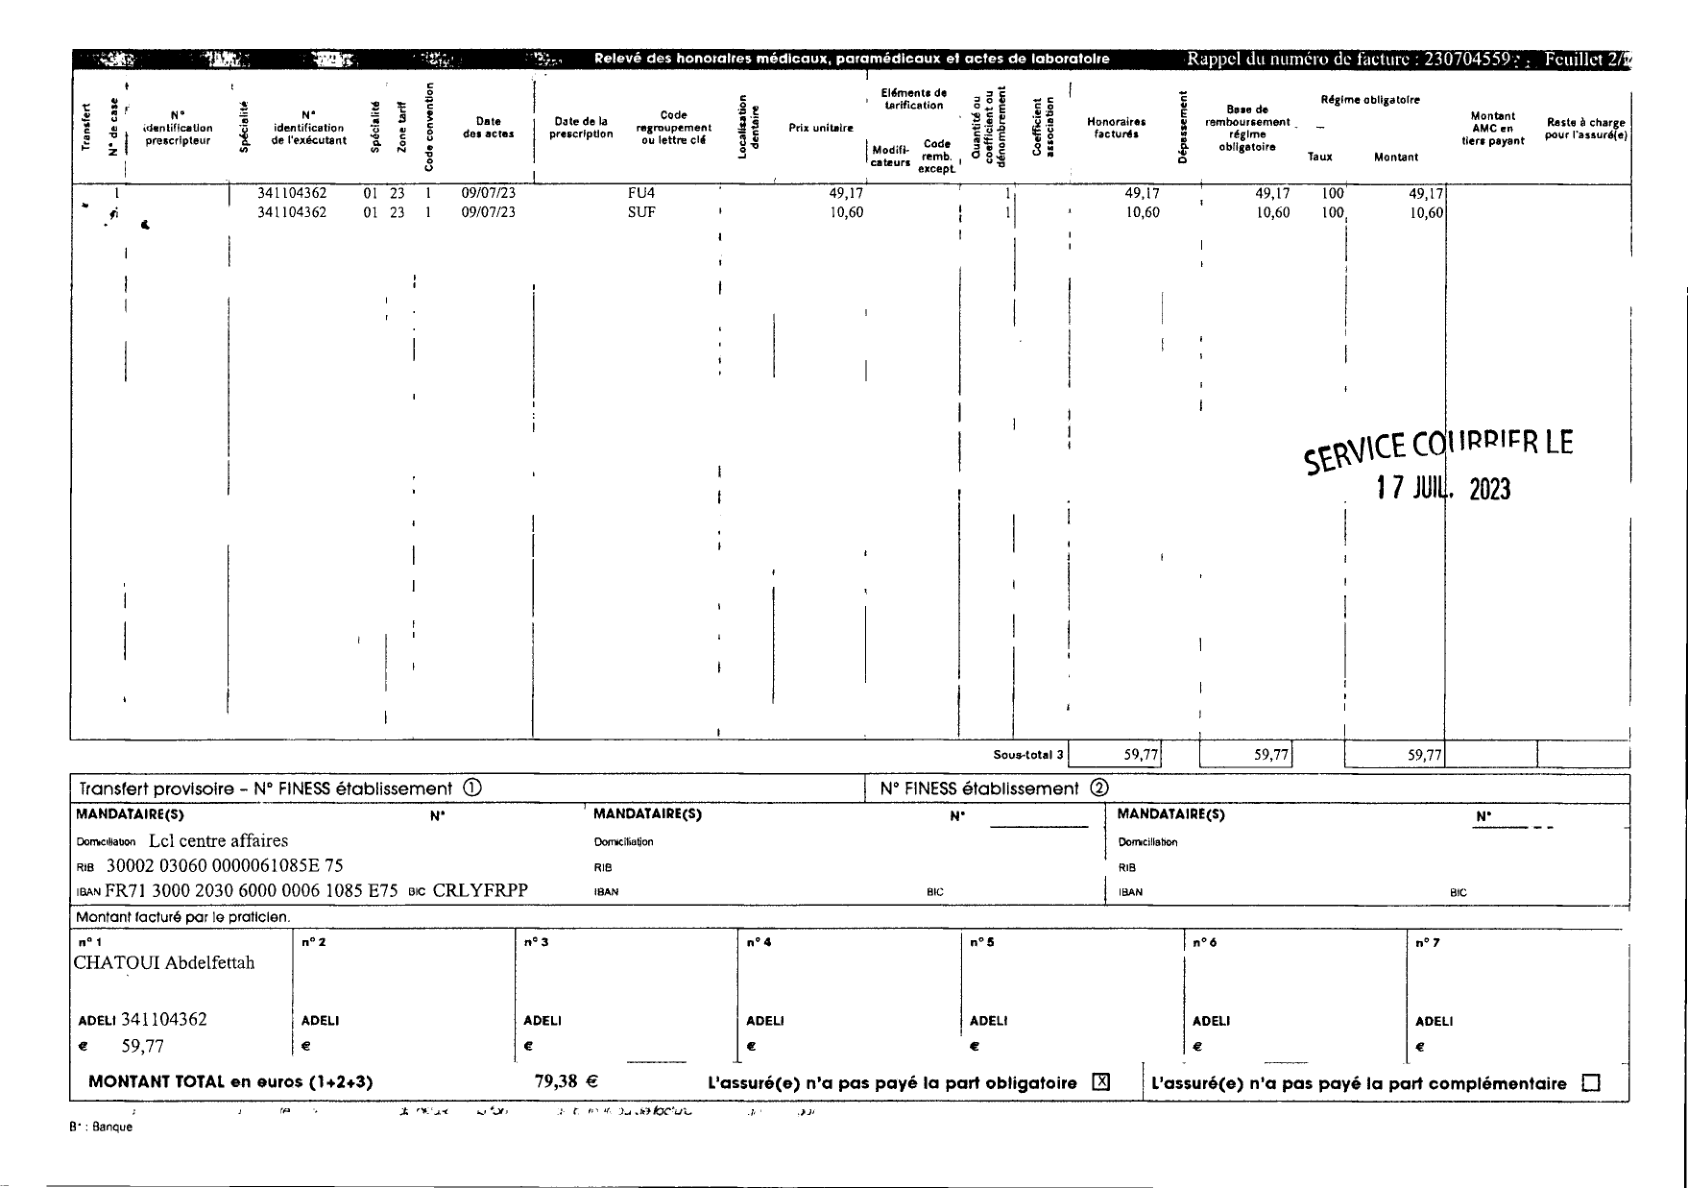 Relevé des honoraires médicaux, paramédicaux et actes de laboratoire Rappel du numéro de facture : 230704559 Feuillet 2/
Transfert
N° de case
N° identification prescripteur
Spécialité
N° identification de l'exécutant
Spécialité
Zone tarif
Code convention
Date des actes
Date de la prescription
Code regroupement ou lettre clé
Localisation dentaire
Prix unitaire
Eléments de tarification
Modifi-cateurs
Code remb. except.
Quantité ou coefficient ou dénombrement
Coefficient association
Honoraires facturés
Dépassement
Base de remboursement régime obligatoire
Régime obligatoire
Taux
Montant
Montant AMC en tiers payant
Reste à charge pour l'assuré(e)
1 341104362 01 23 1 09/07/23 FU4 49,17 1 49,17 49,17 100 49,17
341104362 01 23 1 09/07/23 SUF 10,60 1 10,60 10,60 100 10,60
SERVICE COURRIER LE
17 JUIL. 2023
Sous-total 3 59,77 59,77 59,77
Transfert provisoire – N° FINESS établissement ① N° FINESS établissement ②
MANDATAIRE(S) N° MANDATAIRE(S) N° MANDATAIRE(S) N°
Domiciliation Lcl centre affaires Domiciliation Domiciliation
RIB 30002 03060 0000061085E 75 RIB RIB
IBAN FR71 3000 2030 6000 0006 1085 E75 BIC CRLYFRPP IBAN BIC IBAN BIC
Montant facturé par le praticien.
n° 1 n° 2 n° 3 n° 4 n° 5 n° 6 n° 7
CHATOUI Abdelfettah
ADELI 341104362 ADELI ADELI ADELI ADELI ADELI ADELI
€ 59,77 € € € € € €
MONTANT TOTAL en euros (1+2+3) 79,38 € L'assuré(e) n'a pas payé la part obligatoire X L'assuré(e) n'a pas payé la part complémentaire
B* : Banque